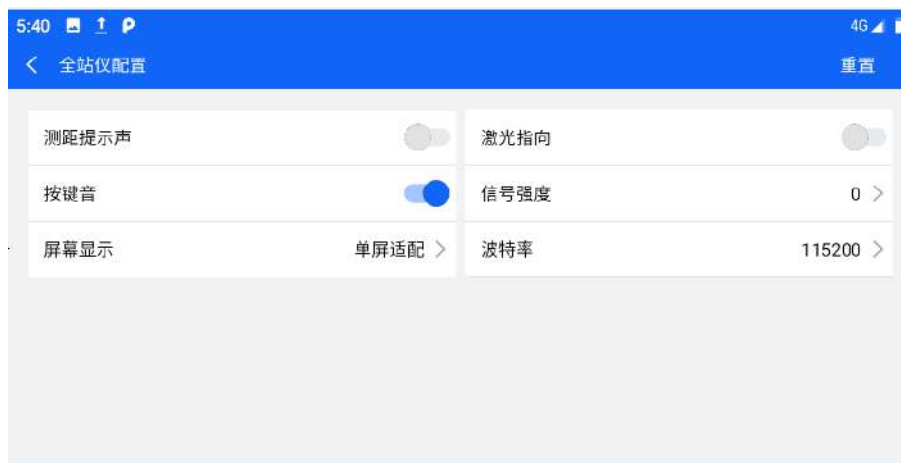 5:40 4G
全站仪配置 重置
测距提示声 激光指向
按键音 信号强度 0
屏幕显示 单屏适配 波特率 115200